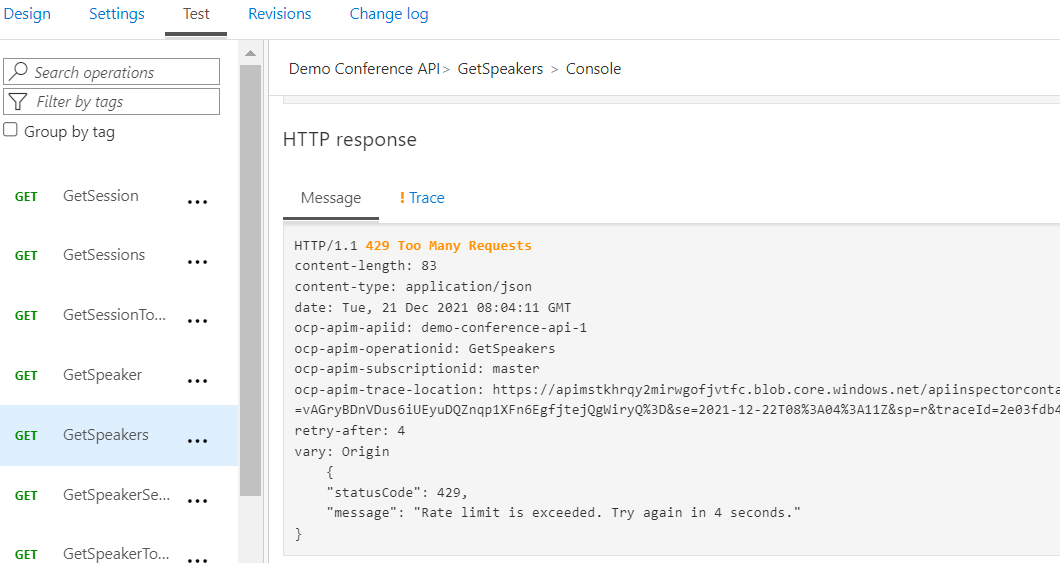 Design Settings Test Revisions Change log
Search operations
Filter by tags
Group by tag
GET GetSession ...
GET GetSessions ...
GET GetSessionTo... ...
GET GetSpeaker ...
GET GetSpeakers ...
GET GetSpeakerSe... ...
GET GetSpeakerTo... ...
Demo Conference API> GetSpeakers > Console
HTTP response
Message ! Trace
HTTP/1.1 429 Too Many Requests
content-length: 83
content-type: application/json
date: Tue, 21 Dec 2021 08:04:11 GMT
ocp-apim-apiid: demo-conference-api-1
ocp-apim-operationid: GetSpeakers
ocp-apim-subscriptionid: master
ocp-apim-trace-location: https://apimstkhrqy2mirwgofjvtfc.blob.core.windows.net/apiinspectorconta
=vAGryBDnVDus6iUEyuDQZnqp1XFn6EgfjtejQgWiryQ%3D&se=2021-12-22T08%3A04%3A11Z&sp=r&traceId=2e03fdb4
retry-after: 4
vary: Origin
{
"statusCode": 429,
"message": "Rate limit is exceeded. Try again in 4 seconds."
}